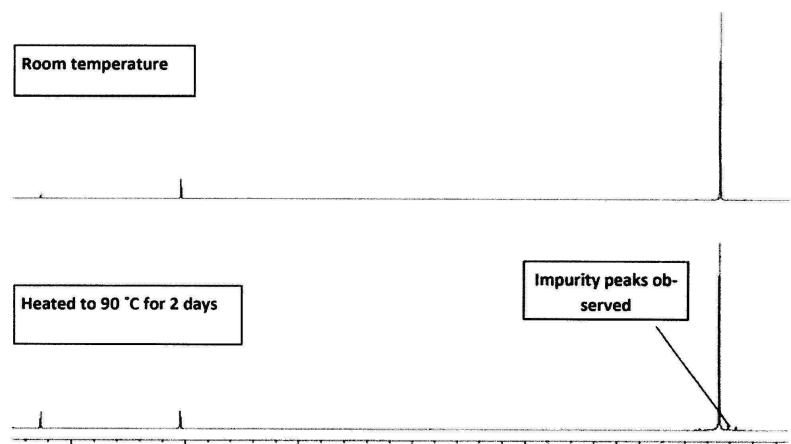 Room temperature
Heated to 90 ˚C for 2 days
Impurity peaks ob-
served